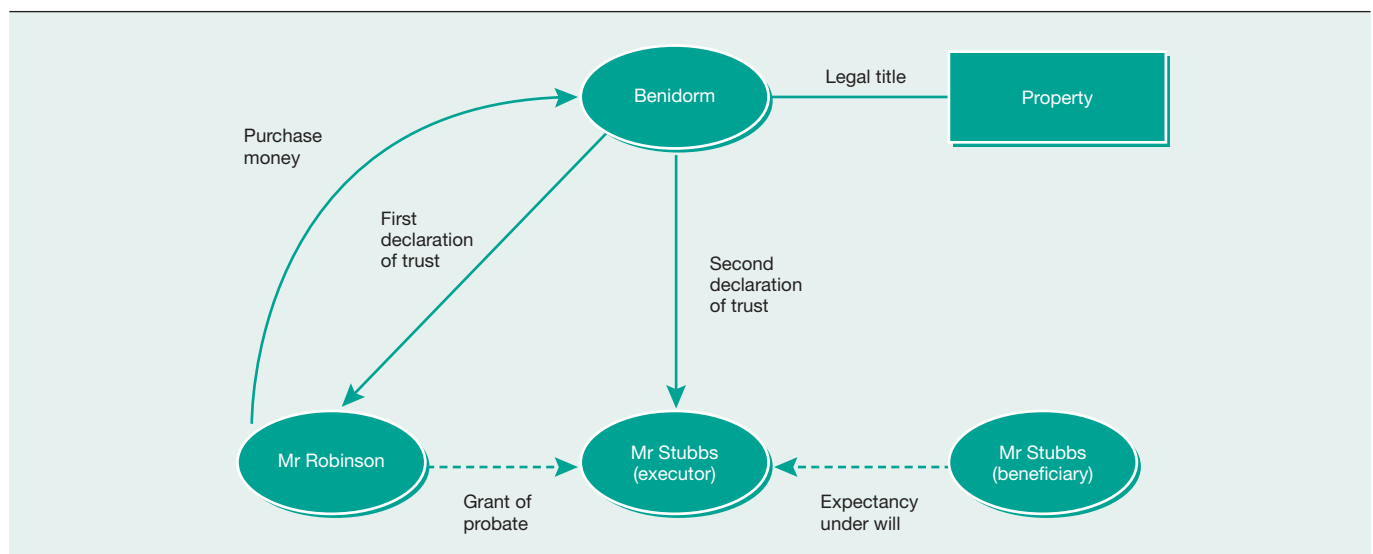 Benidorm
Legal title
Property
Purchase
money
First
declaration
of trust
Second
declaration
of trust
Mr Robinson
Grant of
probate
Mr Stubbs
(executor)
Expectancy
under will
Mr Stubbs
(beneficiary)